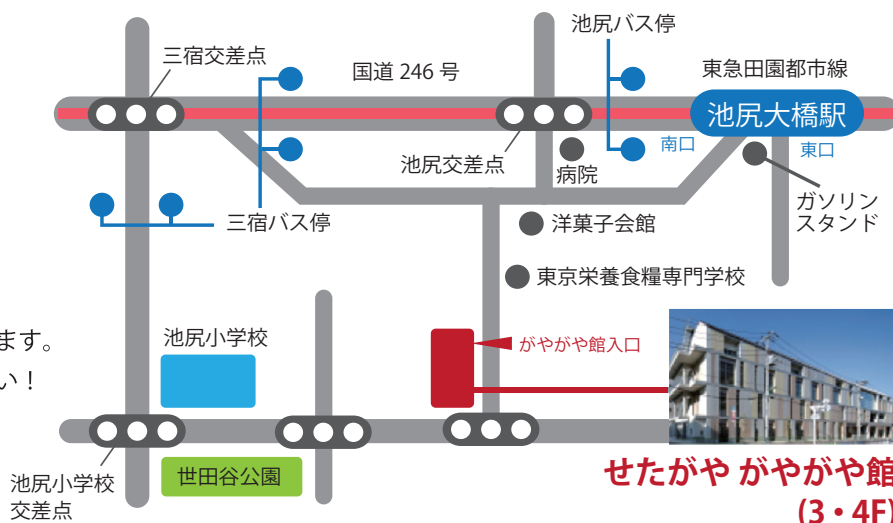 池尻バス停
三宿交差点
国道 246 号
東急田園都市線
池尻大橋駅
南口
東口
池尻交差点
病院
ガソリン
スタンド
三宿バス停
洋菓子会館
東京栄養食糧専門学校
ます。
い！
池尻小学校
がやがや館入口
世田谷公園
池尻小学校
交差点
せたがや がやがや館
(3・4F)